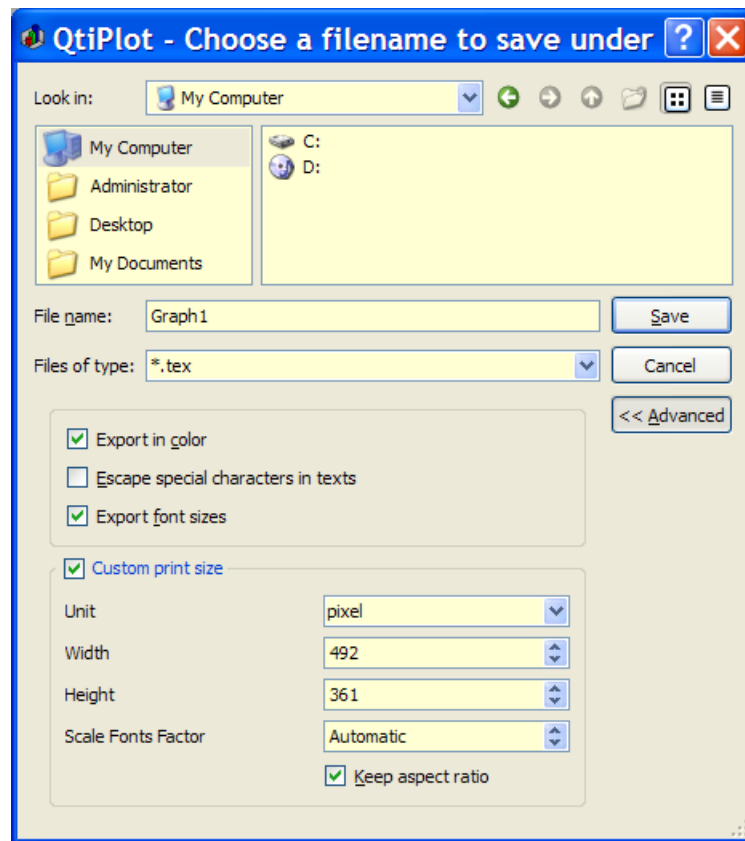 QtiPlot - Choose a filename to save under
Look in: My Computer
My Computer
Administrator
Desktop
My Documents
C:
D:
File name: Graph1 Save
Files of type: *.tex Cancel
<< Advanced
Export in color
Escape special characters in texts
Export font sizes
Custom print size
Unit pixel
Width 492
Height 361
Scale Fonts Factor Automatic
Keep aspect ratio